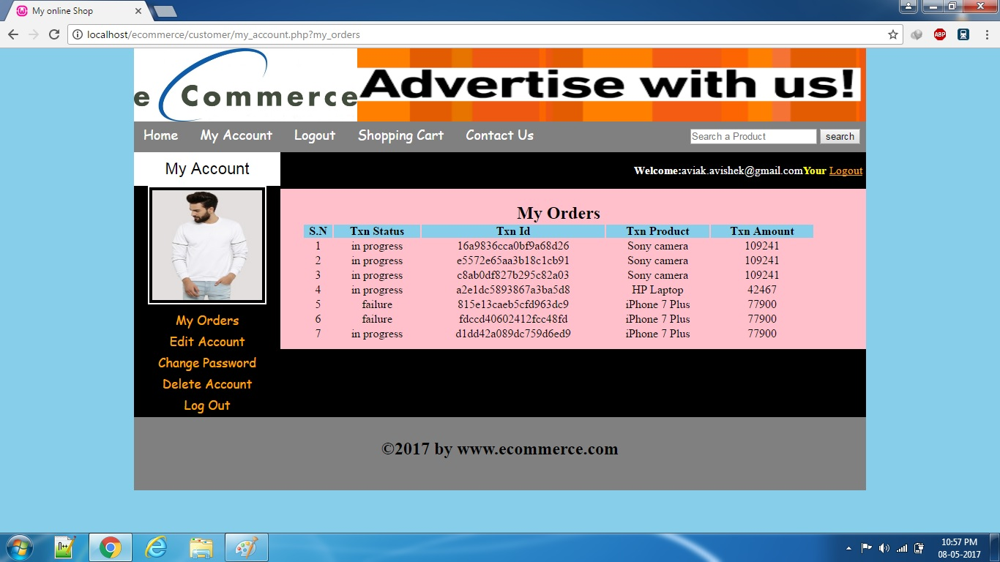 My online Shop
localhost/ecommerce/customer/my_account.php?my_orders
ABP
e Commerce
Advertise with us!
Home My Account Logout Shopping Cart Contact Us Search a Product search
My Account
Welcome:aviak.avishek@gmail.comYour Logout
My Orders
S.N Txn Status Txn Id Txn Product Txn Amount
1 in progress 16a9836cca0bf9a68d26 Sony camera 109241
2 in progress e5572e65aa3b18c1cb91 Sony camera 109241
3 in progress c8ab0df827b295c82a03 Sony camera 109241
4 in progress a2e1dc5893867a3ba5d8 HP Laptop 42467
5 failure 815e13caeb5cfd963dc9 iPhone 7 Plus 77900
6 failure fdccd40602412fcc48fd iPhone 7 Plus 77900
7 in progress d1dd42a089dc759d6ed9 iPhone 7 Plus 77900
My Orders
Edit Account
Change Password
Delete Account
Log Out
©2017 by www.ecommerce.com
10:57 PM
08-05-2017